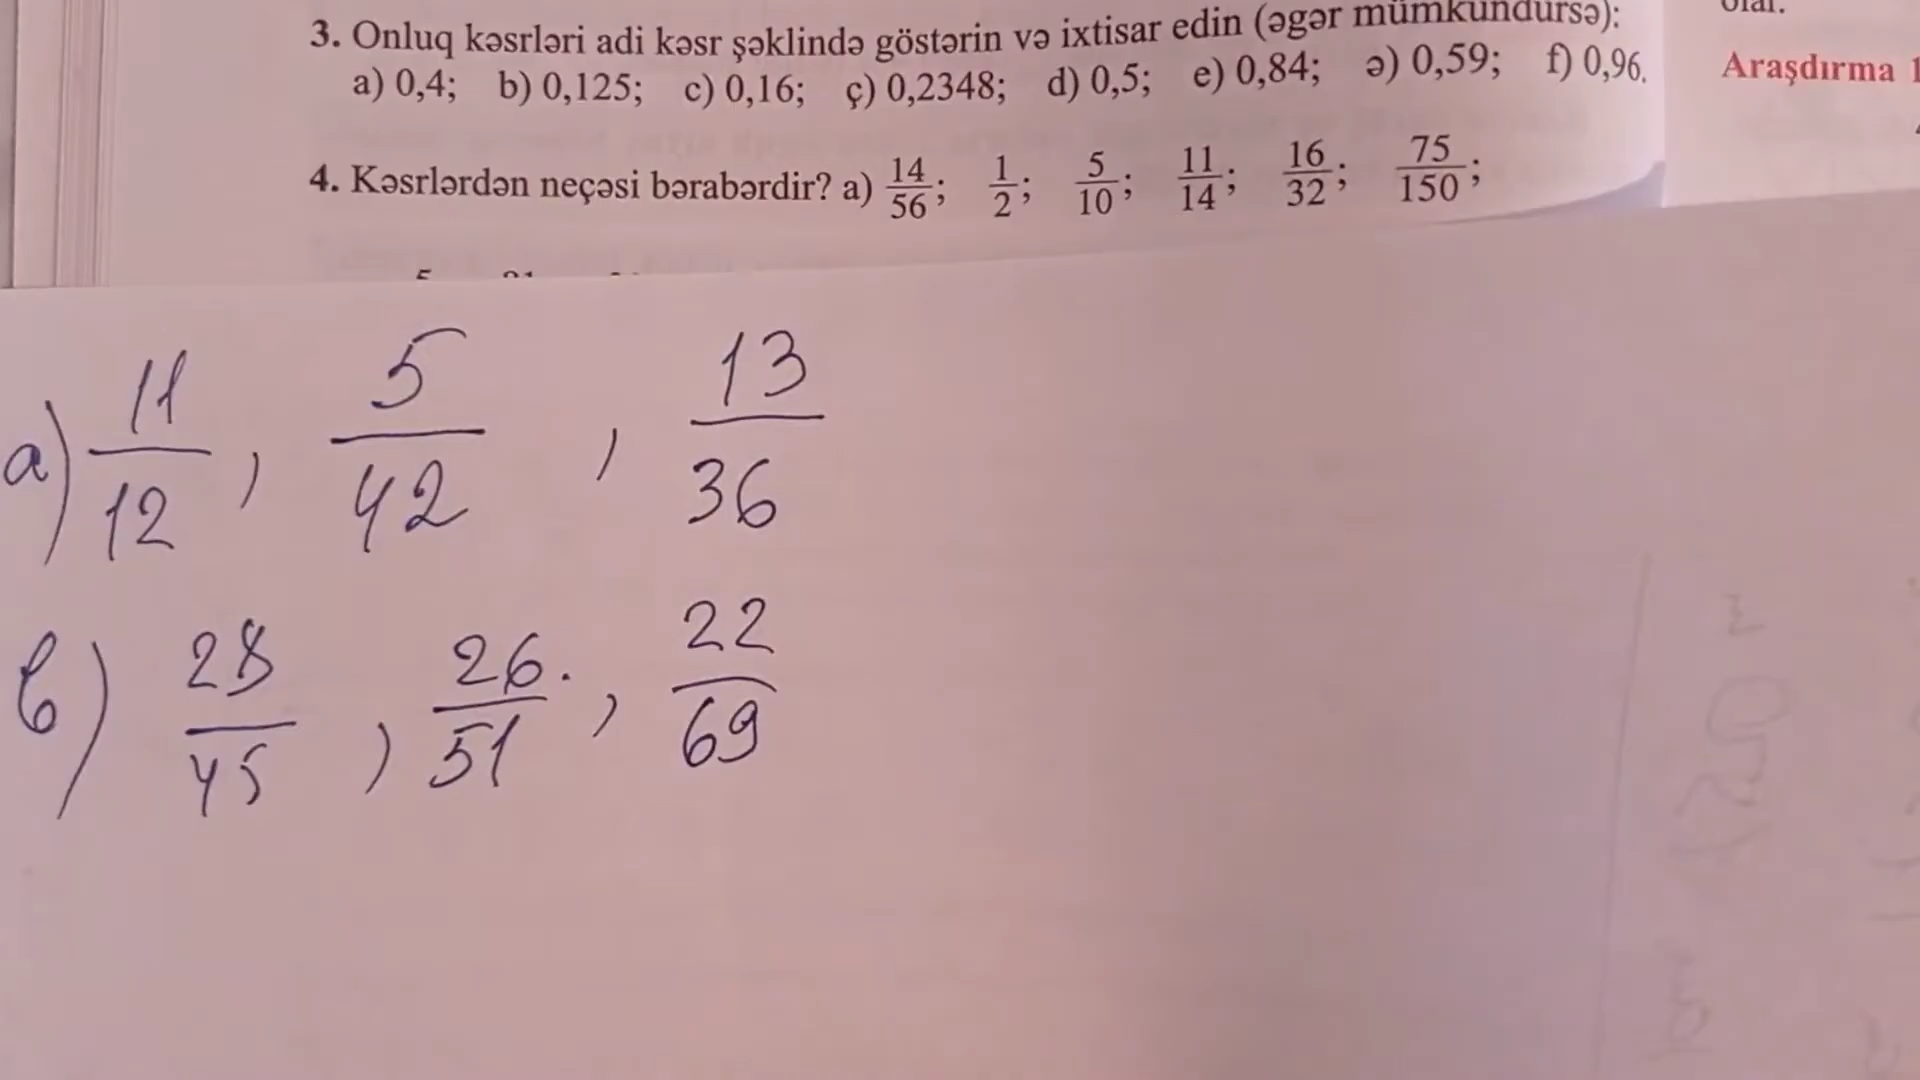 3. Onluq kəsrləri adi kəsr şəklində göstərin və ixtisar edin (əgər mümkündürsə):
a) 0,4; b) 0,125; c) 0,16; ç) 0,2348; d) 0,5; e) 0,84; ə) 0,59; f) 0,96.
Araşdırma 1
4. Kəsrlərdən neçəsi bərabərdir? a) 14/56; 1/2; 5/10; 11/14; 16/32; 75/150;
a) 11/12, 5/42, 13/36
b) 28/45, 26/51, 22/69